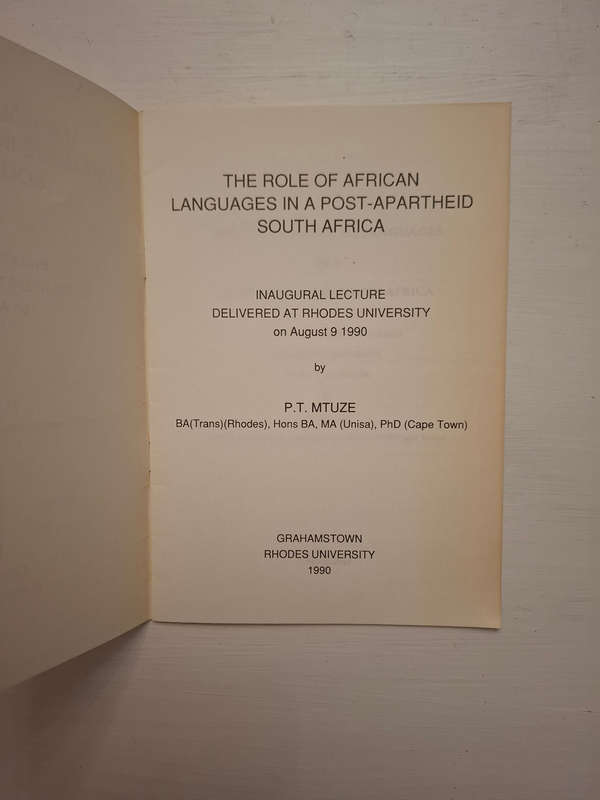 THE ROLE OF AFRICAN
LANGUAGES IN A POST-APARTHEID
SOUTH AFRICA
INAUGURAL LECTURE
DELIVERED AT RHODES UNIVERSITY
on August 9 1990
by
P.T. MTUZE
BA(Trans)(Rhodes), Hons BA, MA (Unisa), PhD (Cape Town)
GRAHAMSTOWN
RHODES UNIVERSITY
1990